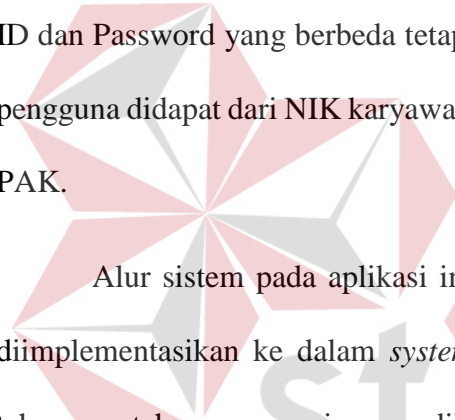 ID dan Password yang berbeda tetap
pengguna didapat dari NIK karyawa
PAK.
Alur sistem pada aplikasi in
diimplementasikan ke dalam system